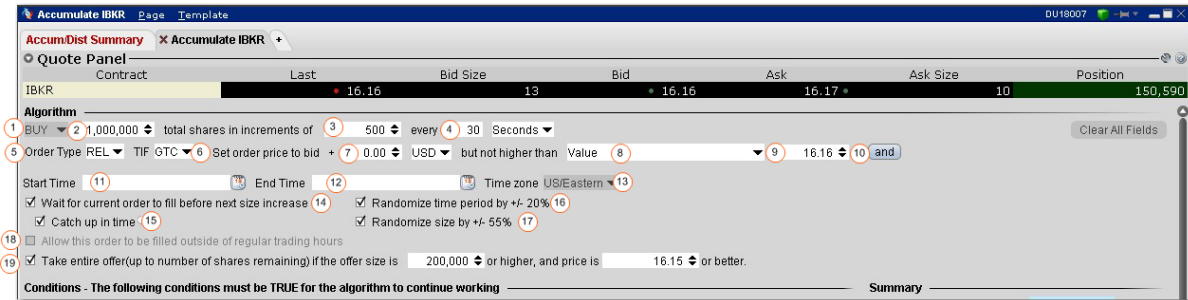 Accumulate IBKR Page Template DU18007
Accum/Dist Summary Accumulate IBKR +
Quote Panel
Contract Last Bid Size Bid Ask Ask Size Position
IBKR 16.16 13 16.16 16.17 10 150,590
Algorithm
1 BUY 2 1,000,000 total shares in increments of 3 500 every 4 30 Seconds Clear All Fields
5 Order Type REL TIF GTC 6 Set order price to bid + 7 0.00 USD but not higher than Value 8 9 16.16 10 and
Start Time 11 End Time 12 Time zone US/Eastern 13
Wait for current order to fill before next size increase 14 Randomize time period by +/- 20% 16
Catch up in time 15 Randomize size by +/- 55% 17
18 Allow this order to be filled outside of regular trading hours
19 Take entire offer(up to number of shares remaining) if the offer size is 200,000 or higher, and price is 16.15 or better.
Conditions - The following conditions must be TRUE for the algorithm to continue working Summary